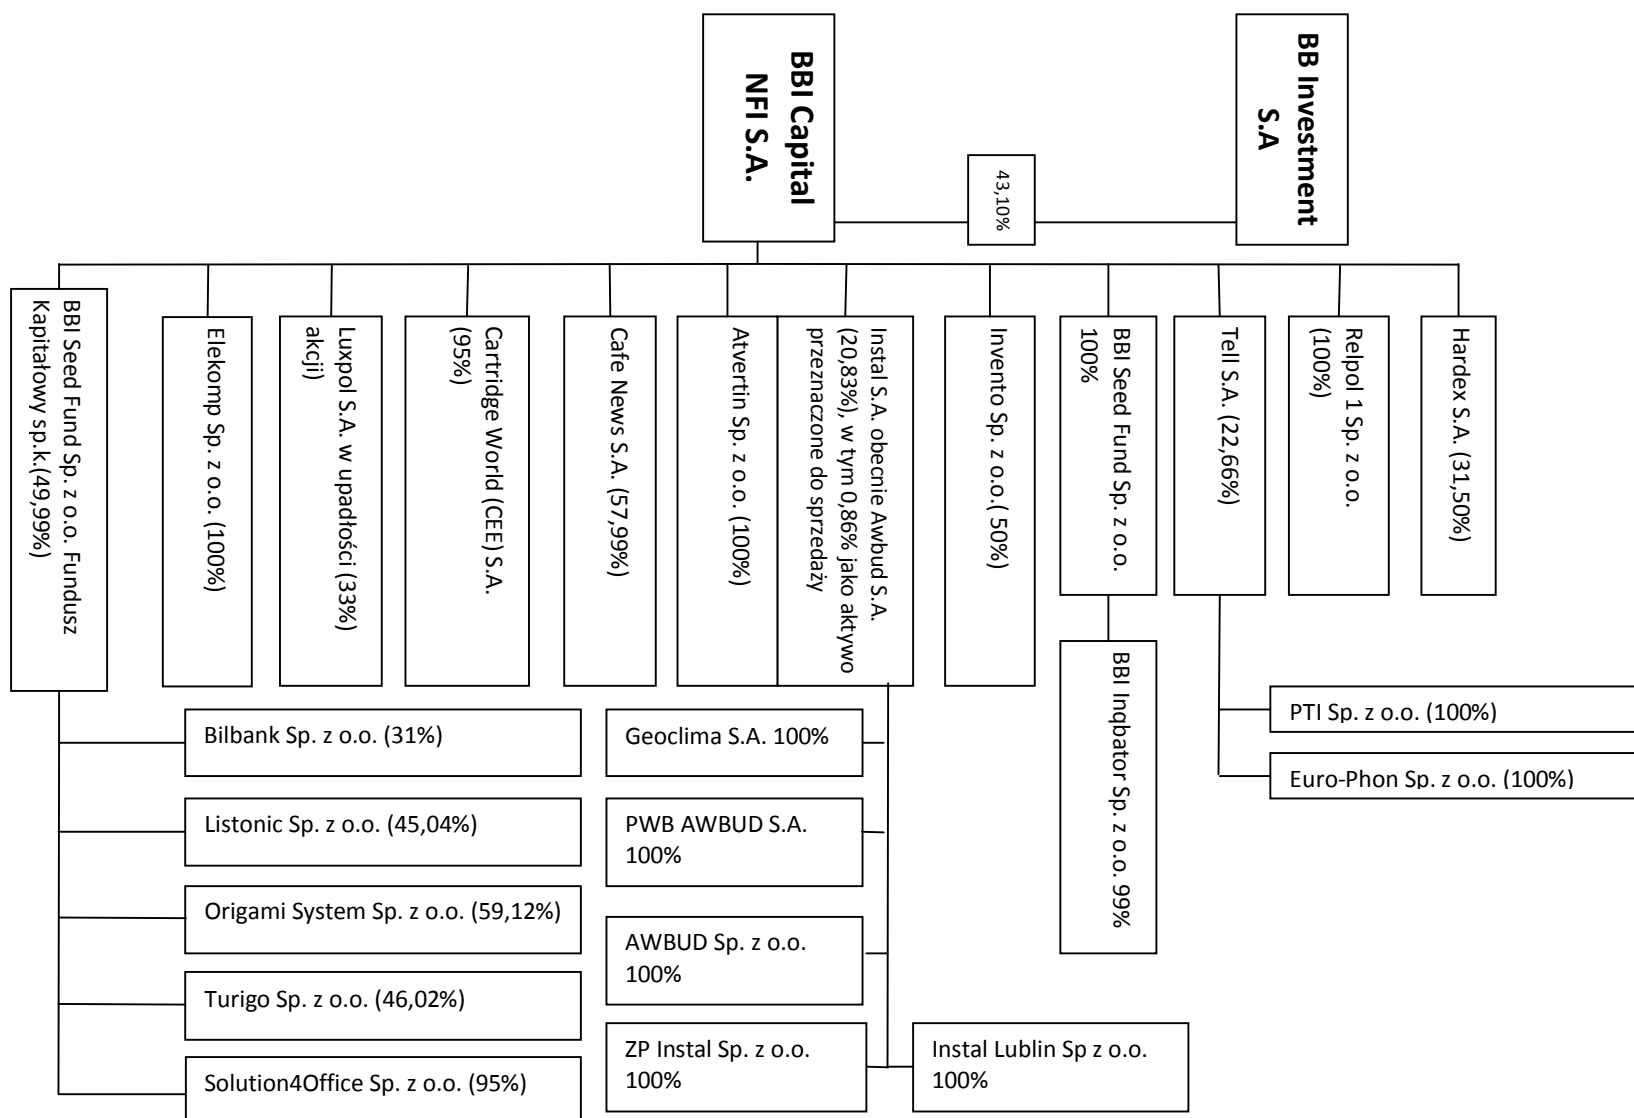 BBI Capital
NFI S.A.
BB Investment
S.A
43,10%
BBI Seed Fund Sp. z o.o. Fundusz
Kapitałowy sp.k.(49,99%)
Elekomp Sp. z o.o. (100%)
Luxpol S.A. w upadłości (33%
akcji)
Cartridge World (CEE) S.A.
(95%)
Cafe News S.A. (57,99%)
Atvertin Sp. z o.o. (100%)
Instal S.A. obecnie Awbud S.A.
(20,83%), w tym 0,86% jako aktywo
przeznaczone do sprzedaży
Invento Sp. z o.o.( 50%)
BBI Seed Fund Sp. z o.o.
100%
Tell S.A. (22,66%)
Relpol 1 Sp. z o.o.
(100%)
Hardex S.A. (31,50%)
BBI Inqbator Sp. z o.o. 99%
PTI Sp. z o.o. (100%)
Euro-Phon Sp. z o.o. (100%)
Bilbank Sp. z o.o. (31%)
Listonic Sp. z o.o. (45,04%)
Origami System Sp. z o.o. (59,12%)
Turigo Sp. z o.o. (46,02%)
Solution4Office Sp. z o.o. (95%)
Geoclima S.A. 100%
PWB AWBUD S.A.
100%
AWBUD Sp. z o.o.
100%
ZP Instal Sp. z o.o.
100%
Instal Lublin Sp z o.o.
100%